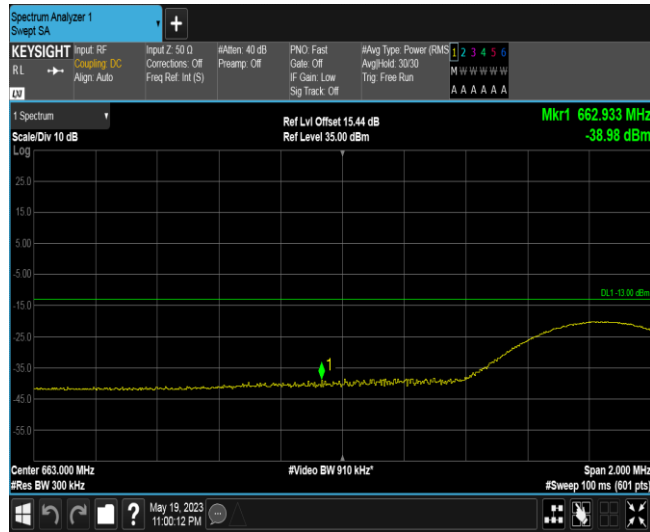 Spectrum Analyzer 1
Swept SA
KEYSIGHT
RL
LXI
Input: RF
Coupling: DC
Align: Auto
Input Z: 50 Ω
Corrections: Off
Freq Ref: Int (S)
#Atten: 40 dB
Preamp: Off
PNO: Fast
Gate: Off
IF Gain: Low
Sig Track: Off
#Avg Type: Power (RMS
Avg|Hold: 30/30
Trig: Free Run
1 2 3 4 5 6
M W W W W W
A A A A A A
1 Spectrum
Scale/Div 10 dB
Log
Ref Lvl Offset 15.44 dB
Ref Level 35.00 dBm
Mkr1 662.933 MHz
-38.98 dBm
25.0
15.0
5.00
-5.00
DL1 -13.00 dBm
-15.0
-25.0
1
-35.0
-45.0
-55.0
Center 663.000 MHz
#Res BW 300 kHz
#Video BW 910 kHz*
Span 2.000 MHz
#Sweep 100 ms (601 pts)
?
May 19, 2023
11:00:12 PM